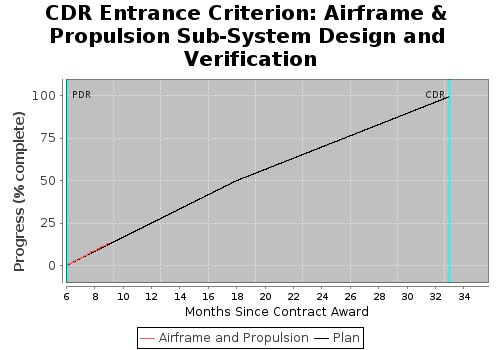 CDR Entrance Criterion: Airframe &
Propulsion Sub-System Design and
Verification
PDR
CDR
100
75
50
25
0
Progress (% complete)
6 8 10 12 14 16 18 20 22 24 26 28 30 32 34
Months Since Contract Award
Airframe and Propulsion Plan